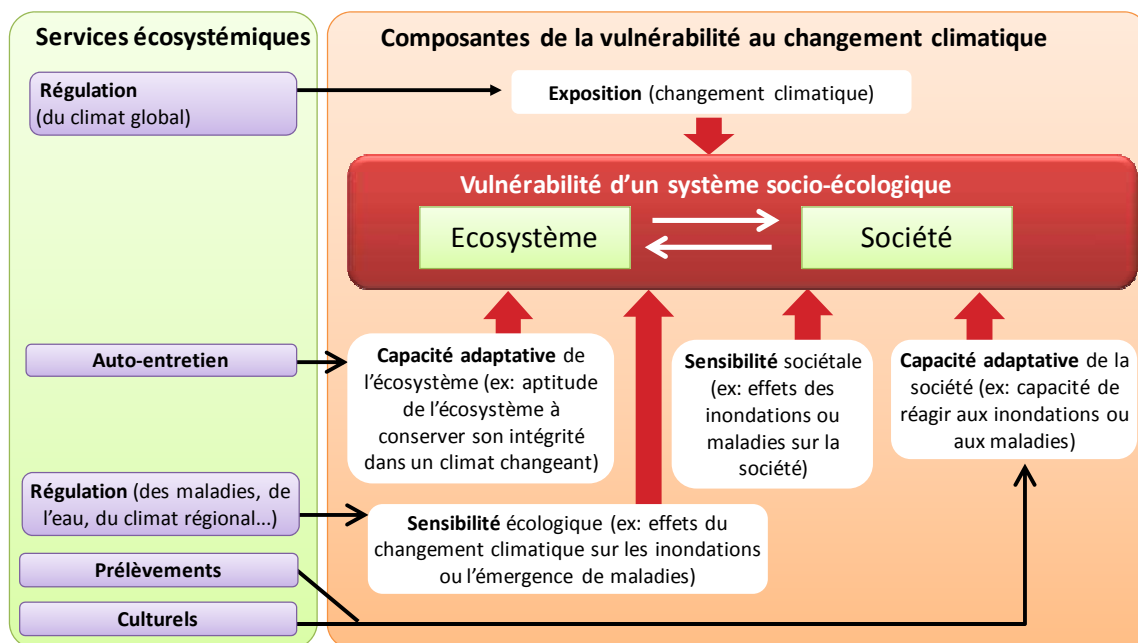 Services écosystémiques
Régulation
(du climat global)
Auto-entretien
Régulation (des maladies, de
l'eau, du climat régional...)
Prélèvements
Culturels
Composantes de la vulnérabilité au changement climatique
Exposition (changement climatique)
Vulnérabilité d'un système socio-écologique
Ecosystème
Société
Capacité adaptative de
l'écosystème (ex: aptitude
de l'écosystème à
conserver son intégrité
dans un climat changeant)
Sensibilité sociétale
(ex: effets des
inondations ou
maladies sur la
société)
Capacité adaptative de la
société (ex: capacité de
réagir aux inondations ou
aux maladies)
Sensibilité écologique (ex: effets du
changement climatique sur les inondations
ou l'émergence de maladies)